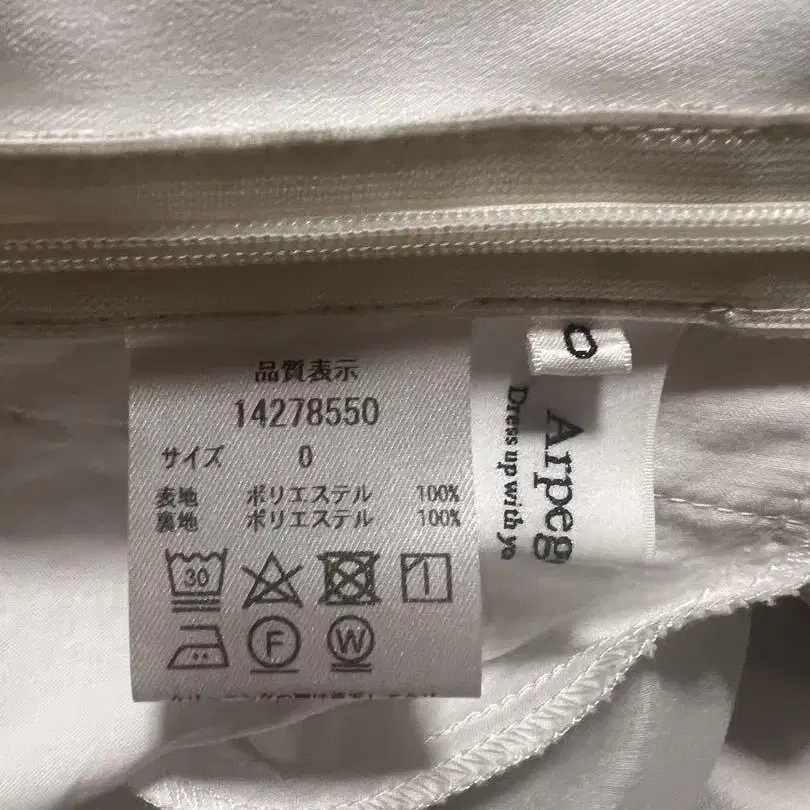 品質表示
14278550
サイズ 0
表地 ポリエステル 100%
裏地 ポリエステル 100%
30
F
W
0
Arpeg
Dress up with yo